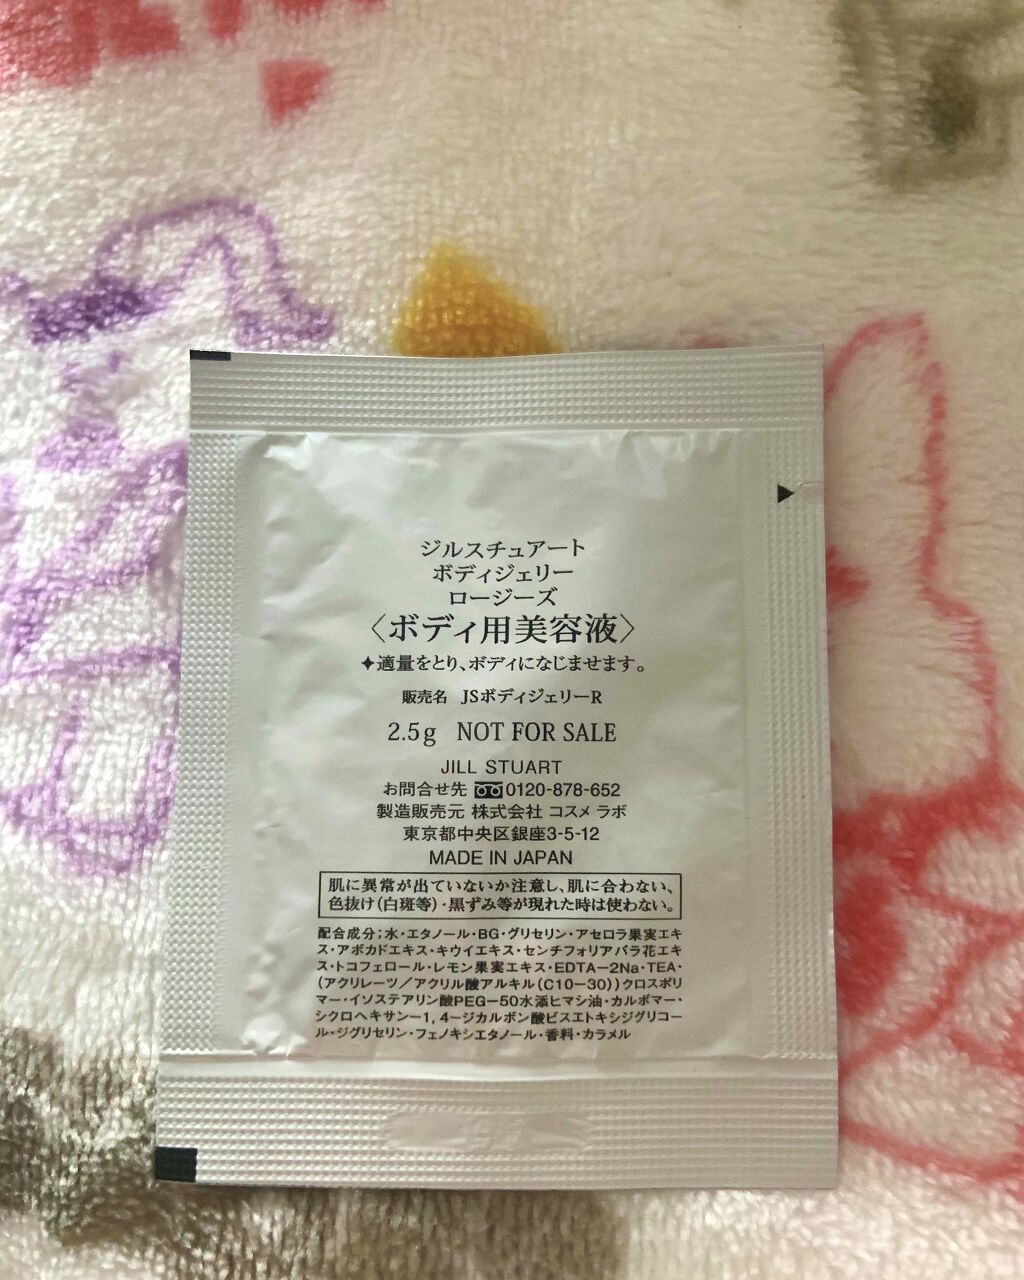 ジルスチュアート
ボディジェリー
ロージーズ
〈ボディ用美容液〉
✦適量をとり、ボディになじませます。
販売名 JSボディジェリーR
2.5g NOT FOR SALE
JILL STUART
お問合せ先 0120-878-652
製造販売元 株式会社 コスメ ラボ
東京都中央区銀座3-5-12
MADE IN JAPAN
肌に異常が出ていないか注意し、肌に合わない、
色抜け(白斑等)・黒ずみ等が現れた時は使わない。
配合成分;水・エタノール・BG・グリセリン・アセロラ果実エキ
ス・アボカドエキス・キウイエキス・センチフォリアバラ花エキ
ス・トコフェロール・レモン果実エキス・EDTA−2Na・TEA・
(アクリレーツ/アクリル酸アルキル(C10−30))クロスポリ
マー・イソステアリン酸PEG−50水添ヒマシ油・カルボマー・
シクロヘキサン−1,4−ジカルボン酸ビスエトキシジグリコー
ル・ジグリセリン・フェノキシエタノール・香料・カラメル